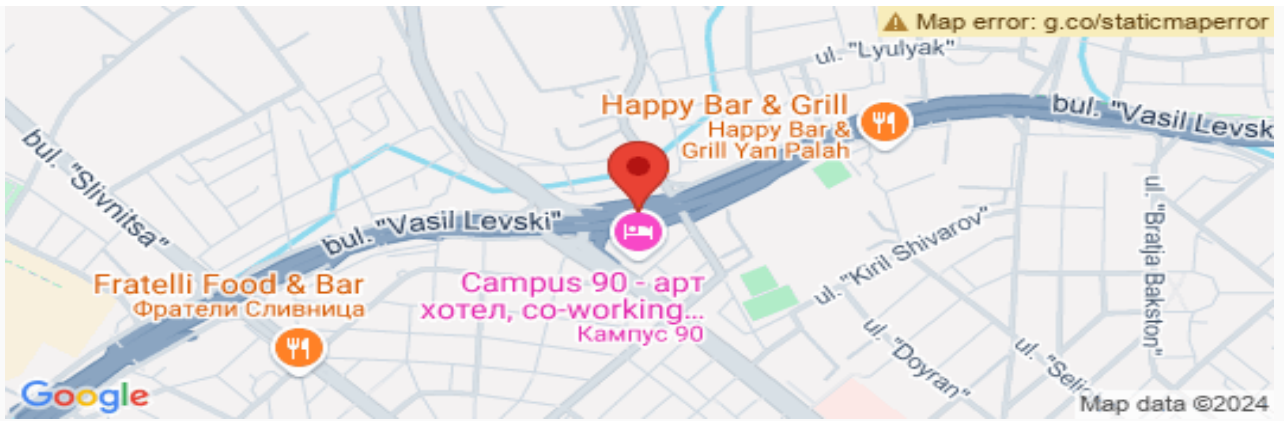 Map error: g.co/staticmaperror
ul. "Lyulyak"
Happy Bar & Grill
Happy Bar &
Grill Yan Palah
bul. "Vasil Levsk
bul. "Slivnitsa"
bul. "Vasil Levski"
ul. "Bratja Bakston"
ul. "Kiril Shivarov"
Fratelli Food & Bar
Фратели Сливница
Campus 90 - арт
хотел, co-working...
Кампус 90
ul. "Doyran"
ul. "Selio
Google
Map data ©2024